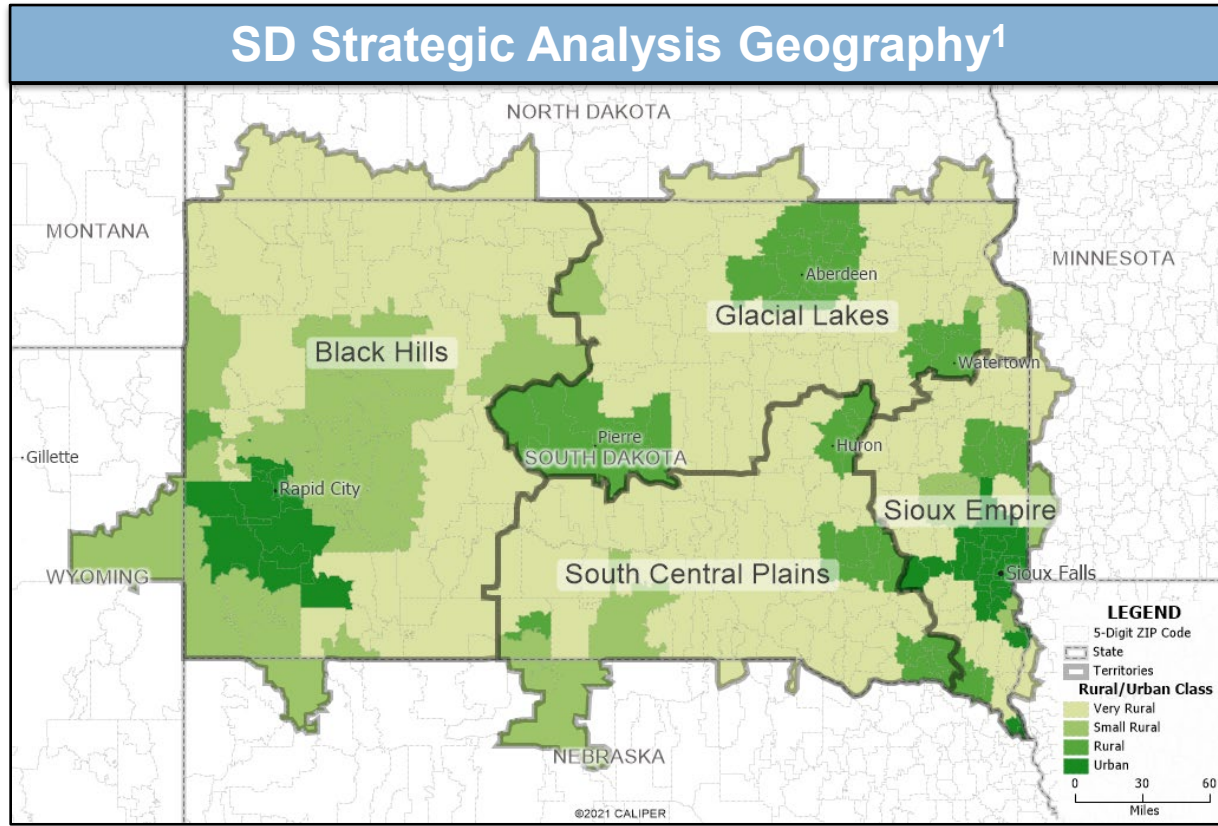 SD Strategic Analysis Geography1
NORTH DAKOTA
MONTANA
MINNESOTA
Aberdeen
Glacial Lakes
Black Hills
Watertown
Pierre
Huron
Gillette
SOUTH DAKOTA
Rapid City
Sioux Empire
WYOMING
South Central Plains
Sioux Falls
LEGEND
5-Digit ZIP Code
State
Territories
Rural/Urban Class
Very Rural
Small Rural
Rural
Urban
NEBRASKA
0 30 60
Miles
©2021 CALIPER